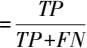 = TP / TP+FN